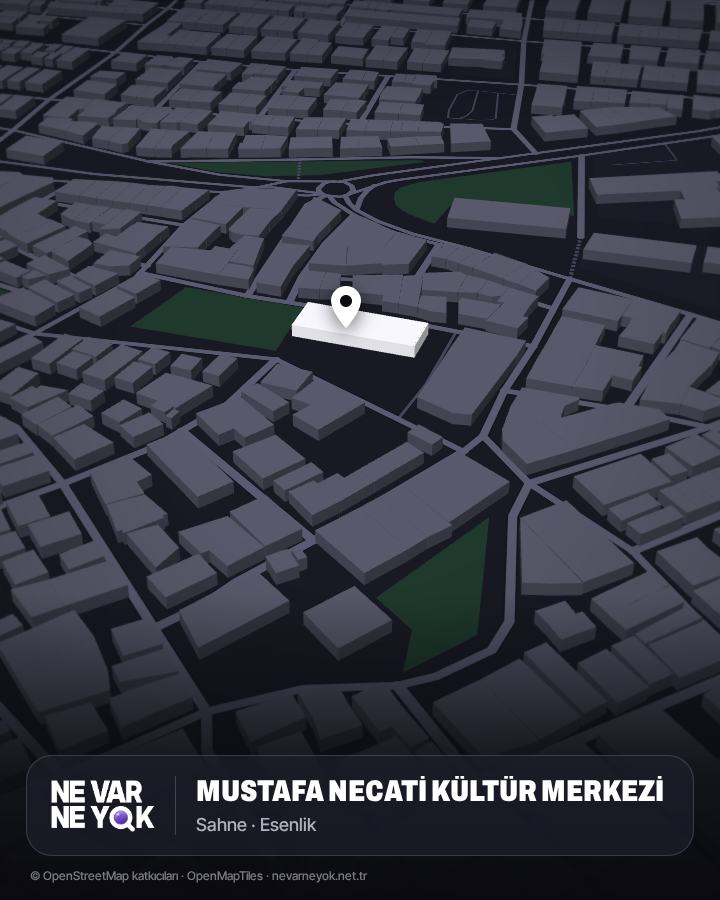 NE VAR
NE YOK
MUSTAFA NECATİ KÜLTÜR MERKEZİ
Sahne · Esenlik
© OpenStreetMap katkıcıları · OpenMapTiles · nevarneyok.net.tr